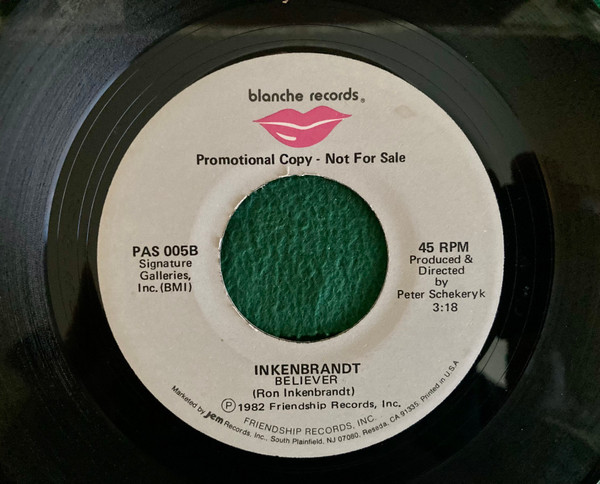 blanche records®
Promotional Copy - Not For Sale
PAS 005B
Signature
Galleries,
Inc. (BMI)
45 RPM
Produced &
Directed
by
Peter Schekeryk
3:18
INKENBRANDT
BELIEVER
(Ron Inkenbrandt)
Ⓟ1982 Friendship Records, Inc.
FRIENDSHIP RECORDS, INC.
Marketed by jem Records, Inc., South Plainfield, NJ 07080, Reseda, CA 91335, Printed in U.S.A